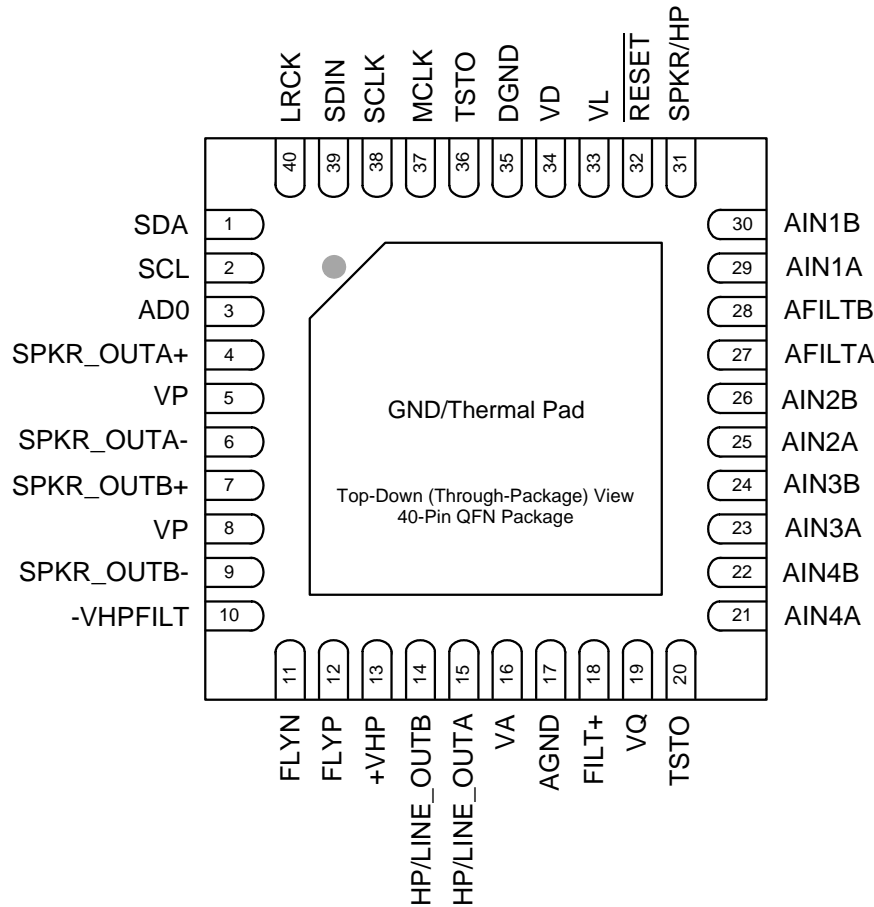 LRCK
SDIN
SCLK
MCLK
TSTO
DGND
VD
VL
RESET
SPKR/HP
40
39
38
37
36
35
34
33
32
31
SDA 1
SCL 2
AD0 3
SPKR_OUTA+ 4
VP 5
SPKR_OUTA- 6
SPKR_OUTB+ 7
VP 8
SPKR_OUTB- 9
-VHPFILT 10
GND/Thermal Pad
Top-Down (Through-Package) View
40-Pin QFN Package
30 AIN1B
29 AIN1A
28 AFILTB
27 AFILTA
26 AIN2B
25 AIN2A
24 AIN3B
23 AIN3A
22 AIN4B
21 AIN4A
11
12
13
14
15
16
17
18
19
20
FLYN
FLYP
+VHP
HP/LINE_OUTB
HP/LINE_OUTA
VA
AGND
FILT+
VQ
TSTO